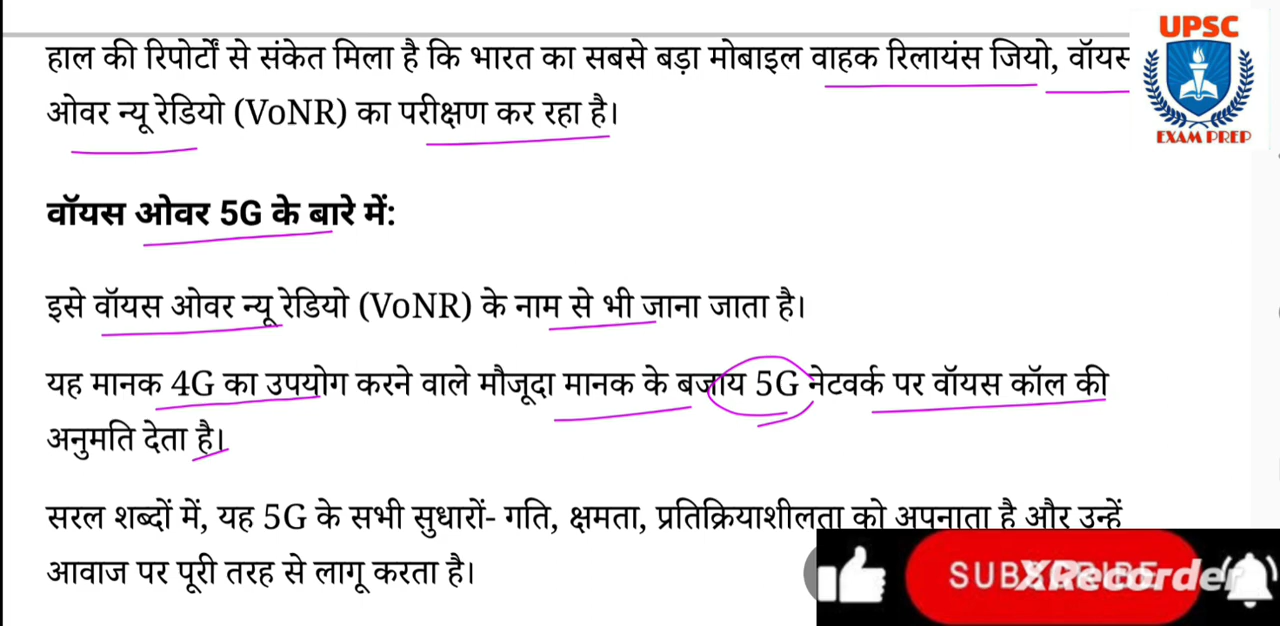 UPSC
हाल की रिपोर्टों से संकेत मिला है कि भारत का सबसे बड़ा मोबाइल वाहक रिलायंस जियो, वॉयस
ओवर न्यू रेडियो (VoNR) का परीक्षण कर रहा है।
EXAM PREP
वॉयस ओवर 5G के बारे में:
इसे वॉयस ओवर न्यू रेडियो (VoNR) के नाम से भी जाना जाता है।
यह मानक 4G का उपयोग करने वाले मौजूदा मानक के बजाय 5G नेटवर्क पर वॉयस कॉल की
अनुमति देता है।
सरल शब्दों में, यह 5G के सभी सुधारों- गति, क्षमता, प्रतिक्रियाशीलता को अपनाता है और उन्हें
आवाज पर पूरी तरह से लागू करता है।
SUBSCRIBE
XRecorder